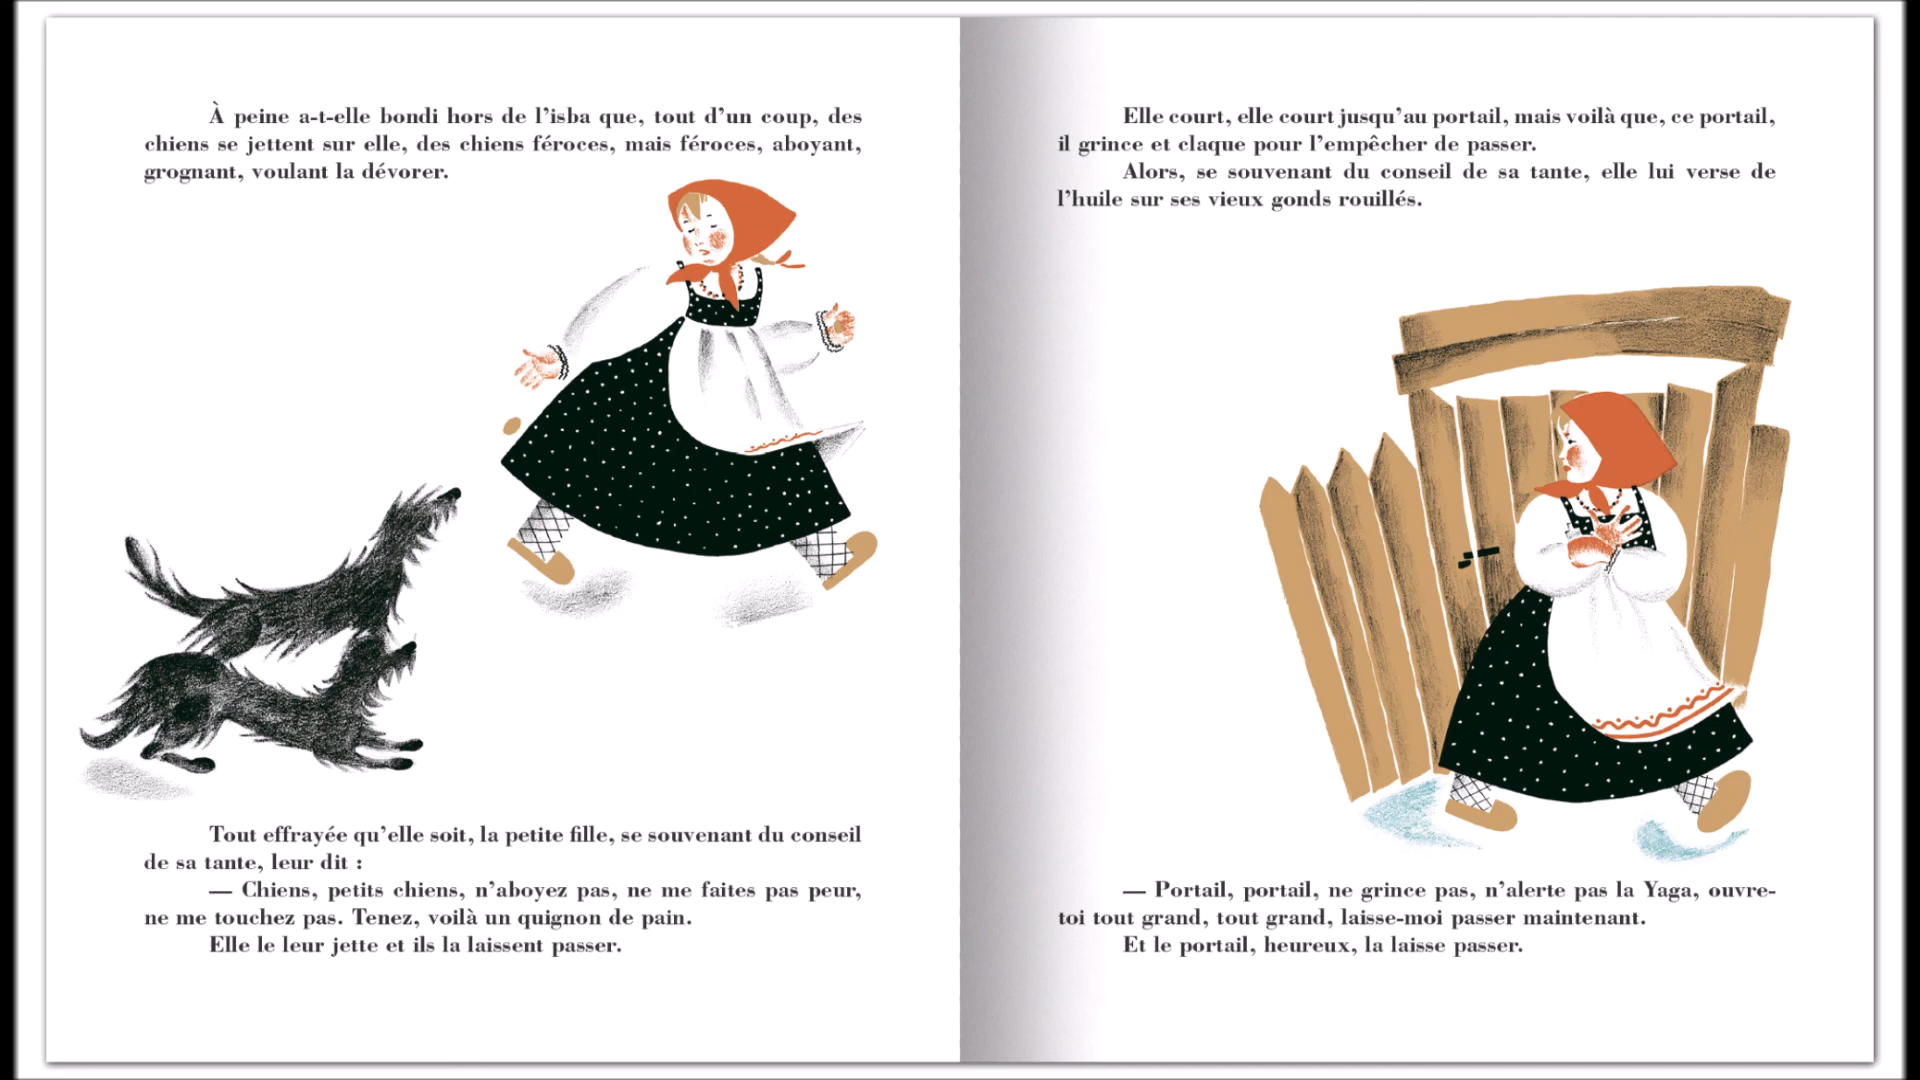 À peine a-t-elle bondi hors de l’isba que, tout d’un coup, des
chiens se jettent sur elle, des chiens féroces, mais féroces, aboyant,
grognant, voulant la dévorer.
Tout effrayée qu’elle soit, la petite fille, se souvenant du conseil
de sa tante, leur dit :
— Chiens, petits chiens, n’aboyez pas, ne me faites pas peur,
ne me touchez pas. Tenez, voilà un quignon de pain.
Elle le leur jette et ils la laissent passer.
Elle court, elle court jusqu’au portail, mais voilà que, ce portail,
il grince et claque pour l’empêcher de passer.
Alors, se souvenant du conseil de sa tante, elle lui verse de
l’huile sur ses vieux gonds rouillés.
— Portail, portail, ne grince pas, n’alerte pas la Yaga, ouvre-
toi tout grand, tout grand, laisse-moi passer maintenant.
Et le portail, heureux, la laisse passer.